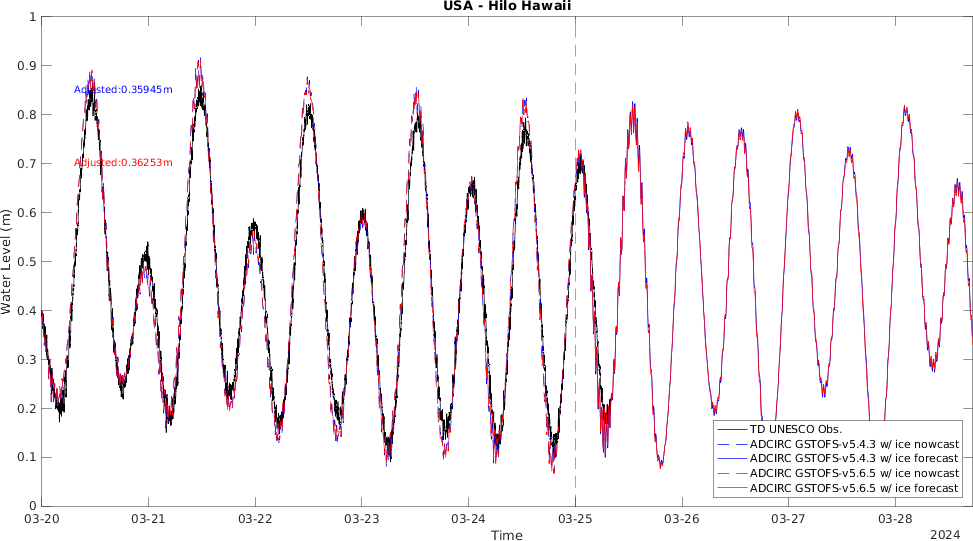 USA - Hilo Hawaii
1
0.9
0.8
0.7
0.6
0.5
0.4
0.3
0.2
0.1
0
Water Level (m)
Adjusted:0.35945m
Adjusted:0.36253m
TD UNESCO Obs.
ADCIRC GSTOFS-v5.4.3 w/ ice nowcast
ADCIRC GSTOFS-v5.4.3 w/ ice forecast
ADCIRC GSTOFS-v5.6.5 w/ ice nowcast
ADCIRC GSTOFS-v5.6.5 w/ ice forecast
03-20 03-21 03-22 03-23 03-24 03-25 03-26 03-27 03-28
Time
2024